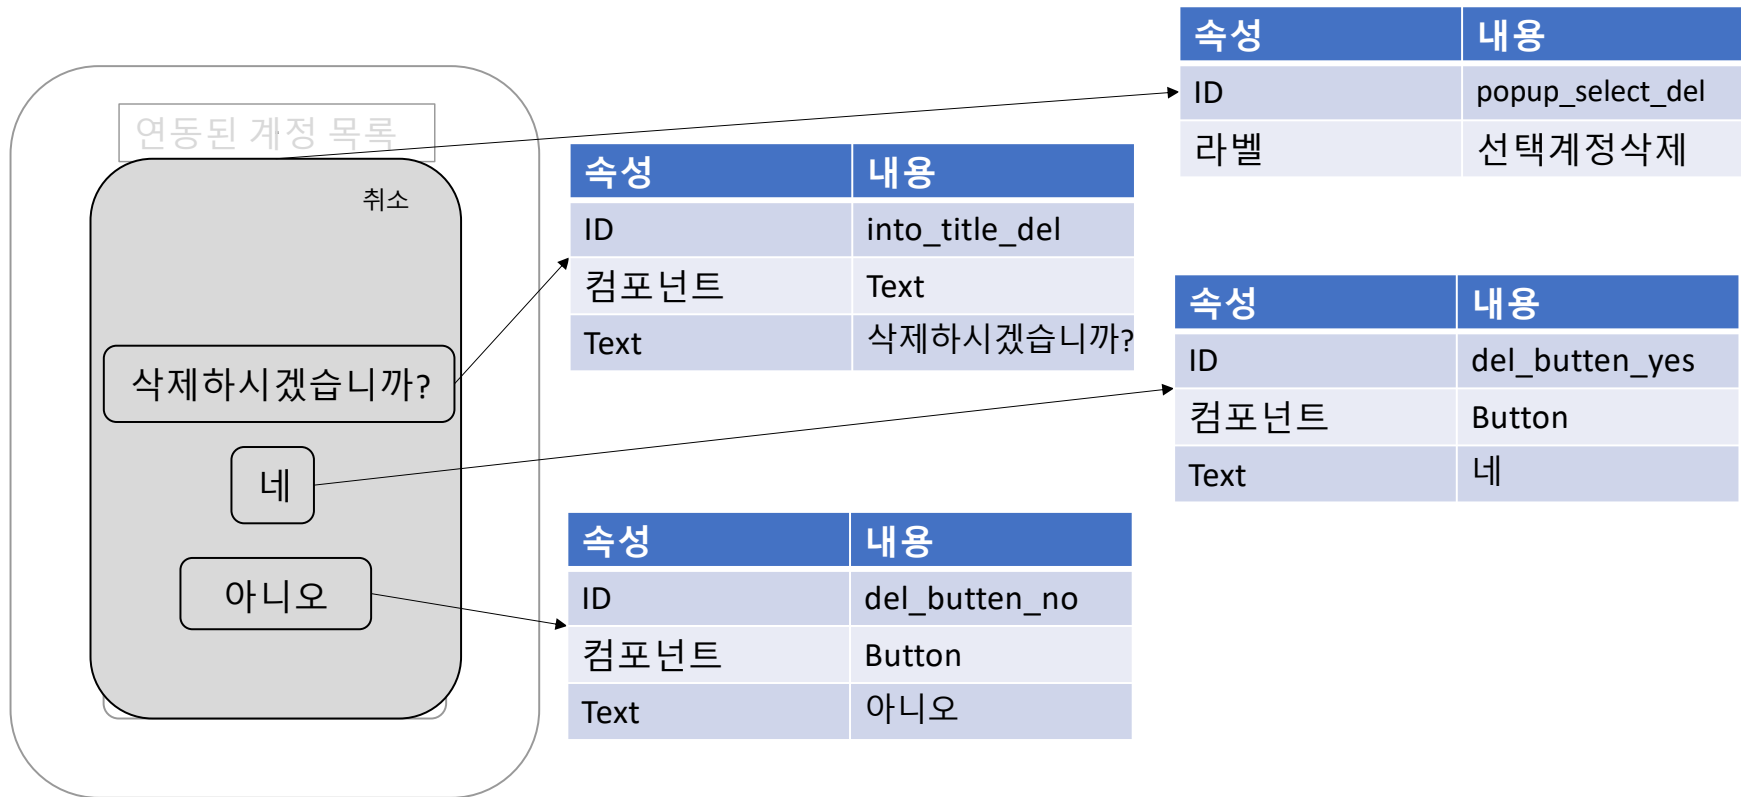 연동된 계정 목록
취소
삭제하시겠습니까?
네
아니오
속성 내용
ID popup_select_del
라벨 선택계정삭제
속성 내용
ID into_title_del
컴포넌트 Text
Text 삭제하시겠습니까?
속성 내용
ID del_butten_yes
컴포넌트 Button
Text 네
속성 내용
ID del_butten_no
컴포넌트 Button
Text 아니오